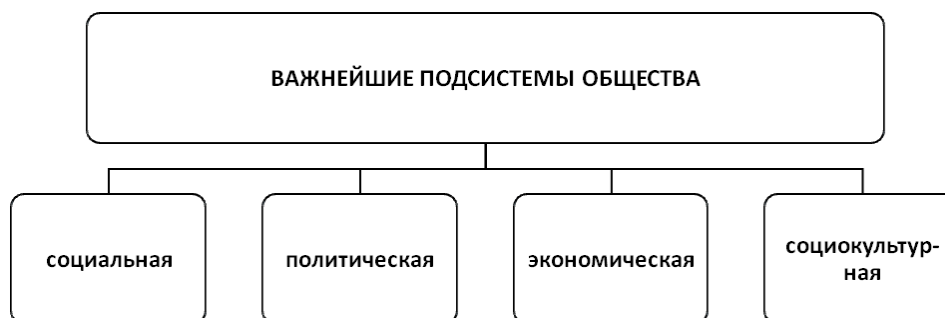 ВАЖНЕЙШИЕ ПОДСИСТЕМЫ ОБЩЕСТВА
социальная
политическая
экономическая
социокультур-
ная